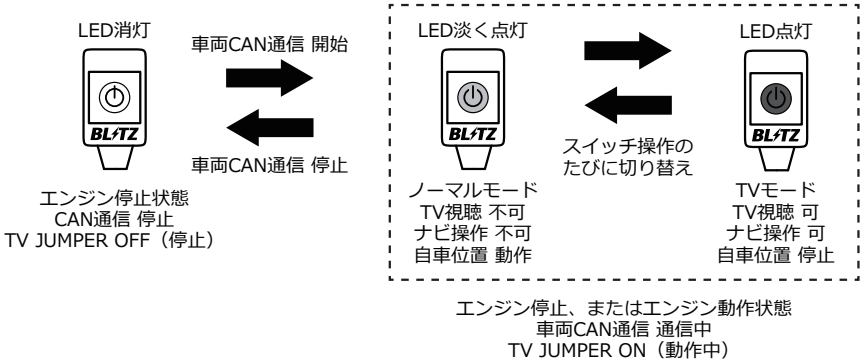 LED消灯
BLITZ
エンジン停止状態
CAN通信 停止
TV JUMPER OFF（停止）
車両CAN通信 開始
車両CAN通信 停止
LED淡く点灯
BLITZ
ノーマルモード
TV視聴 不可
ナビ操作 不可
自車位置 動作
スイッチ操作の
たびに切り替え
LED点灯
BLITZ
TVモード
TV視聴 可
ナビ操作 可
自車位置 停止
エンジン停止、またはエンジン動作状態
車両CAN通信 通信中
TV JUMPER ON（動作中）